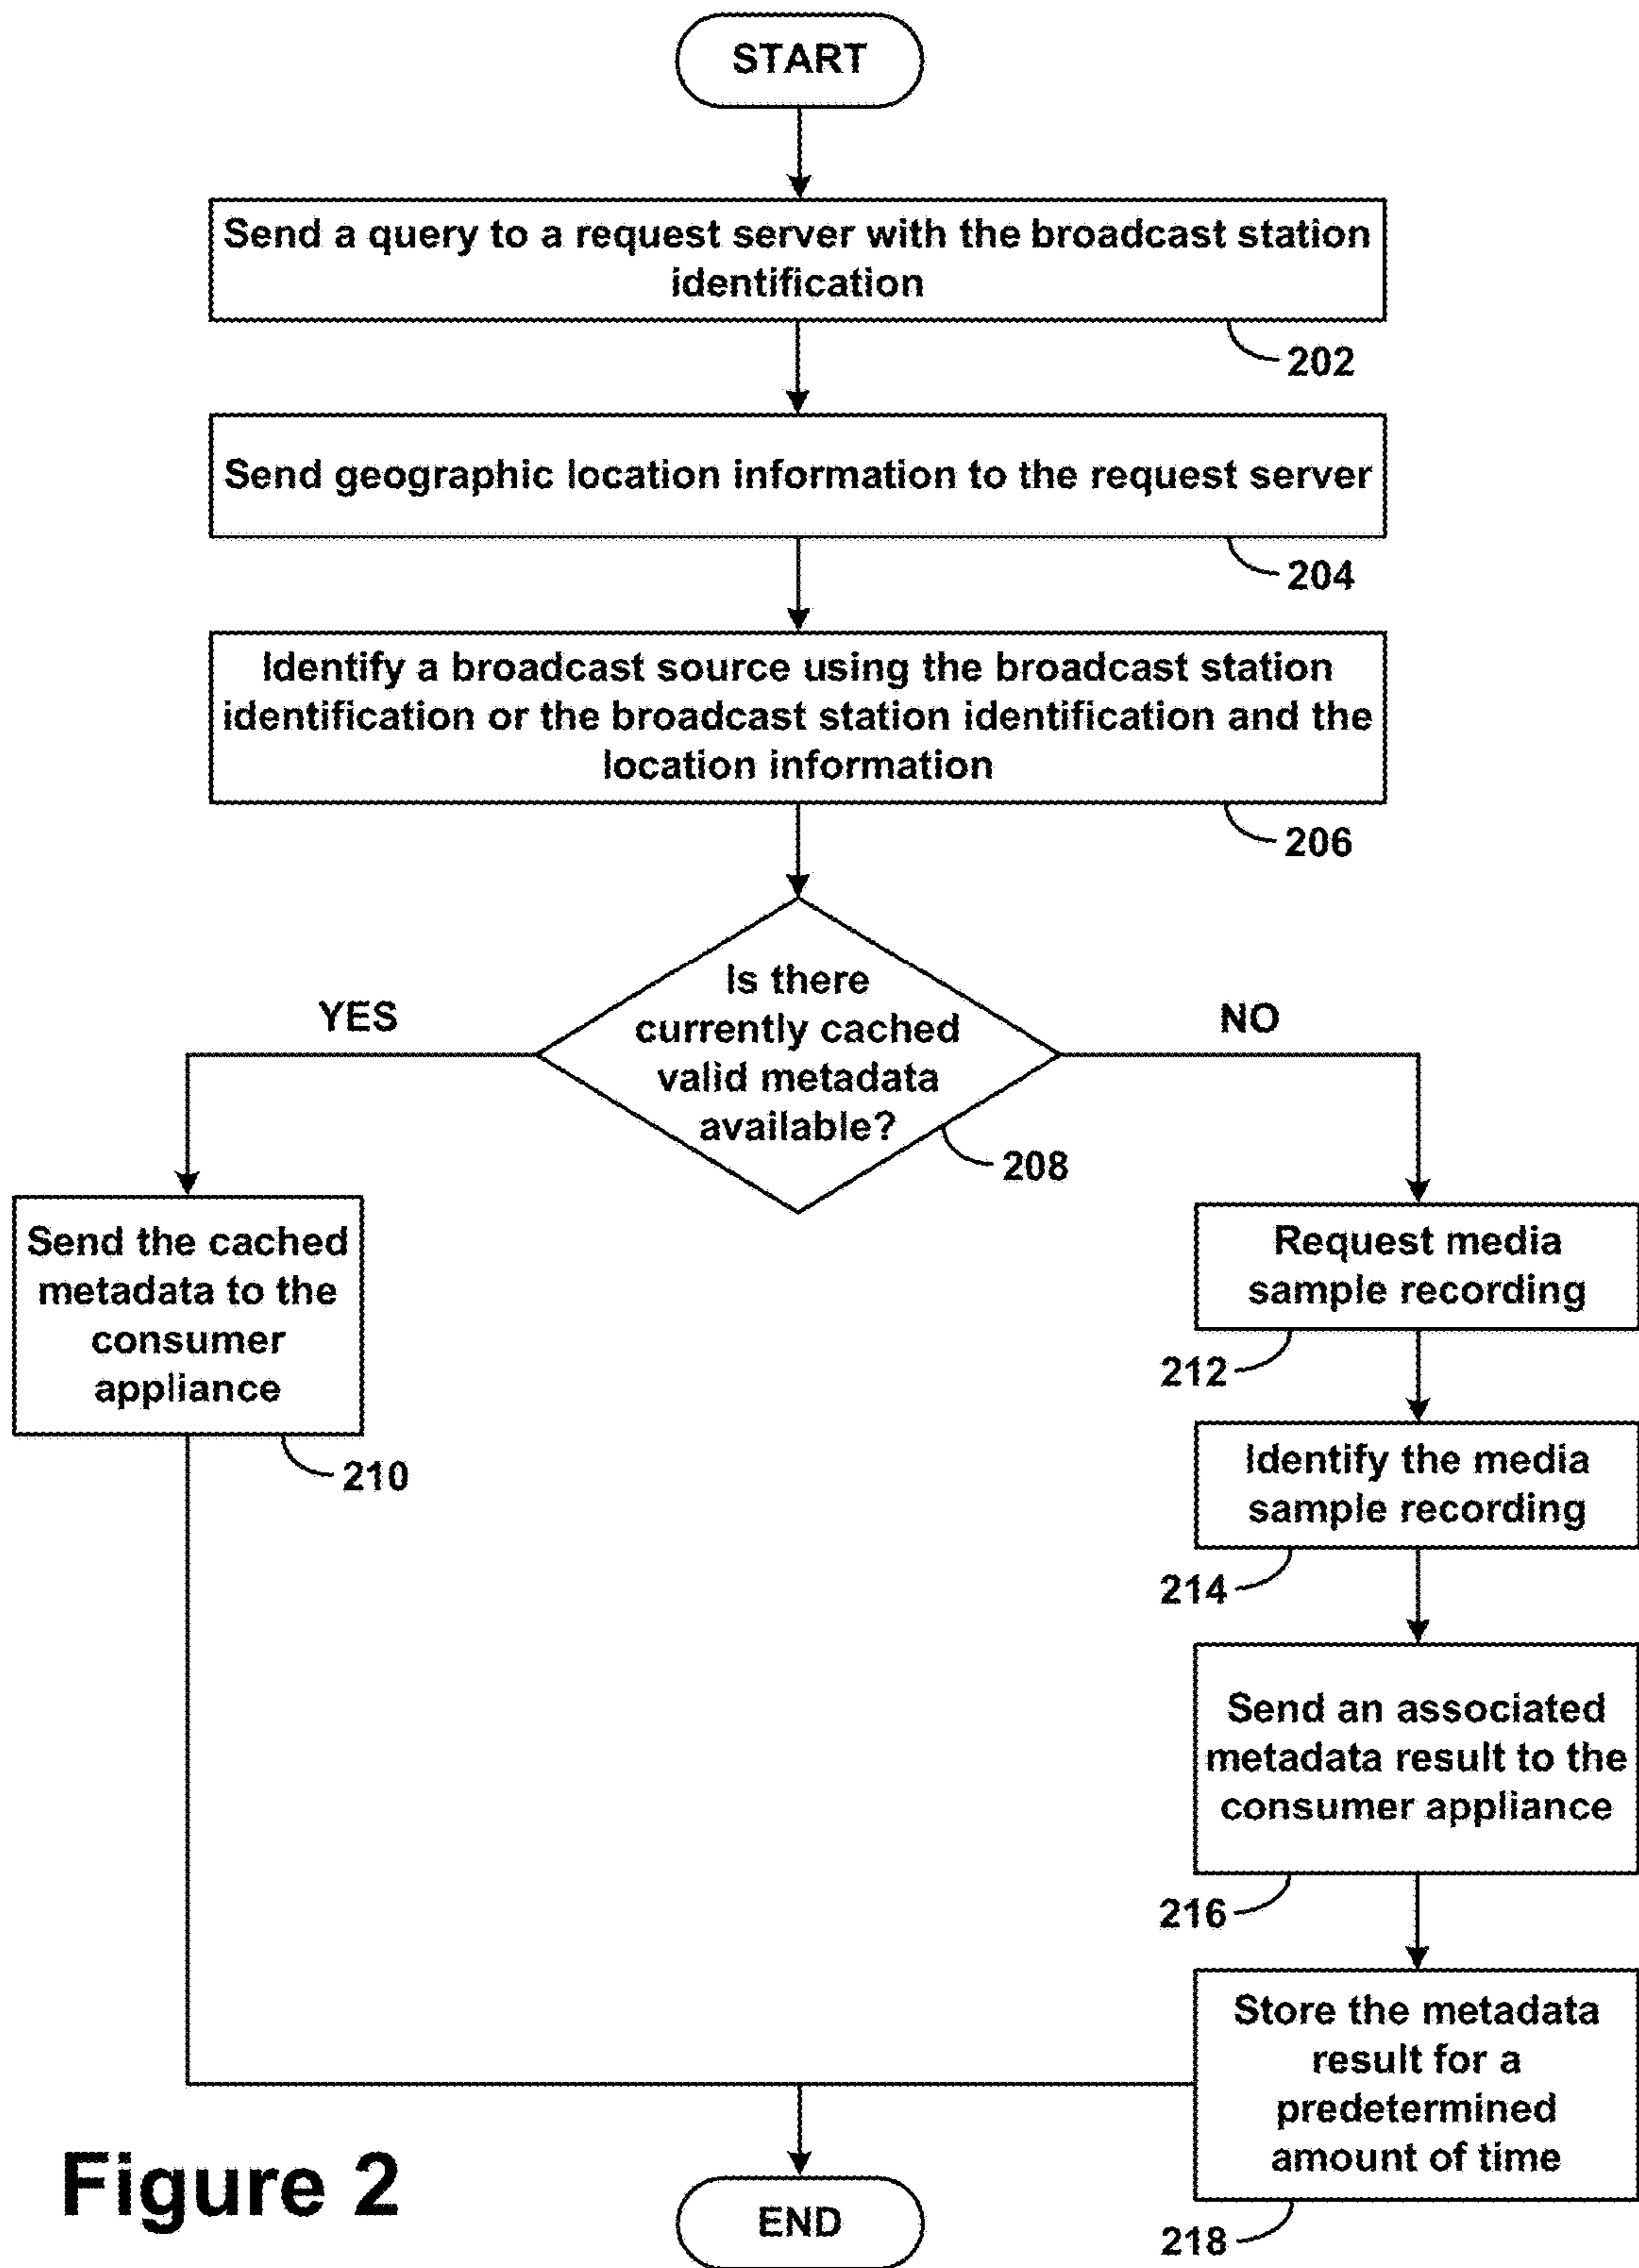 START
Send a query to a request server with the broadcast station
identification
202
Send geographic location information to the request server
204
Identify a broadcast source using the broadcast station
identification or the broadcast station identification and the
location information
206
Is there
currently cached
valid metadata
available?
208
YES
NO
Send the cached
metadata to the
consumer
appliance
210
Request media
sample recording
212
Identify the media
sample recording
214
Send an associated
metadata result to the
consumer appliance
216
Store the metadata
result for a
predetermined
amount of time
218
END
Figure 2